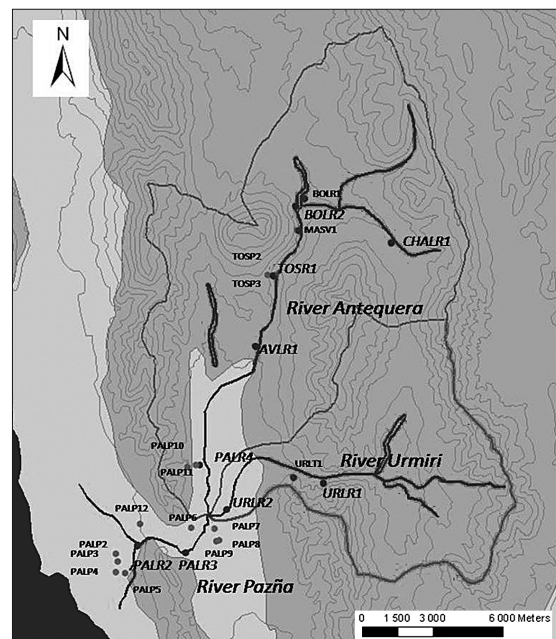 N
BOLR1
BOLR2
MASV1
CHALR1
TOSP2
TOSR1
TOSP3
River Antequera
AVLR1
PALP10
PALR4
River Urmiri
PALP11
URLT1
URLR1
URLR2
PALP12
PALP6
PALP7
PALP2
PALP8
PALP3
PALP9
PALR2
PALR3
PALP4
River Pazña
PALP5
0 1 500 3 000 6 000 Meters